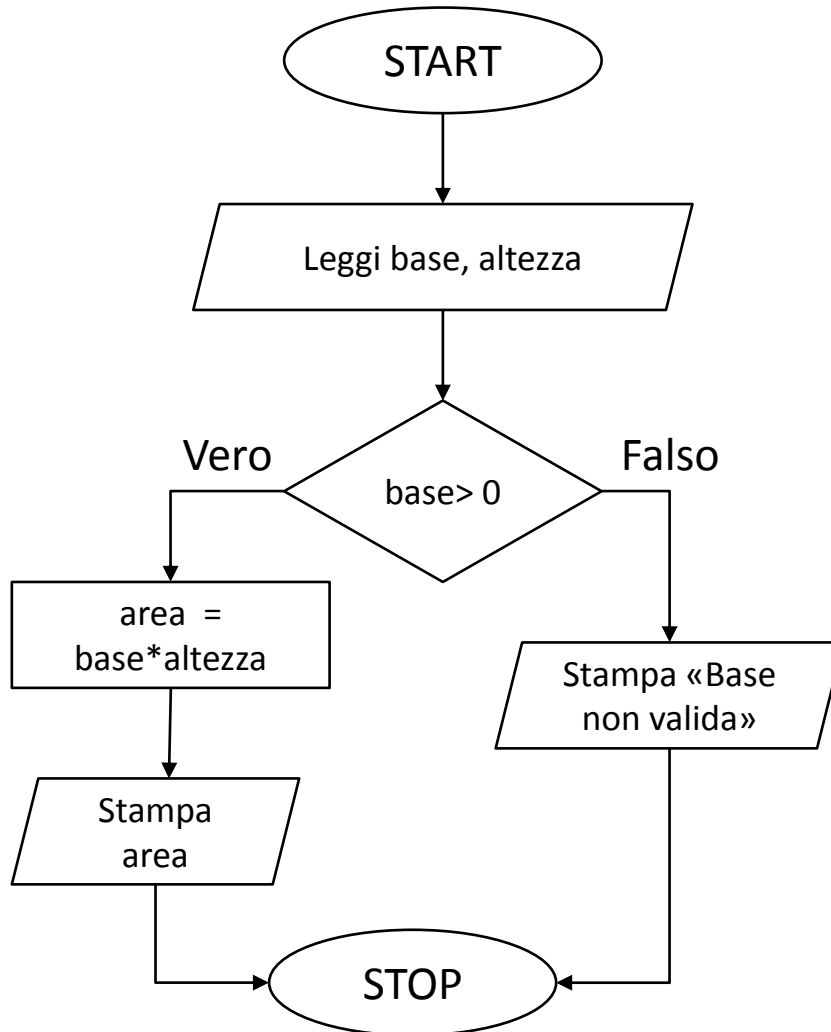 START
Leggi base, altezza
Vero
Falso
base> 0
area =
base*altezza
Stampa «Base
non valida»
Stampa
area
STOP